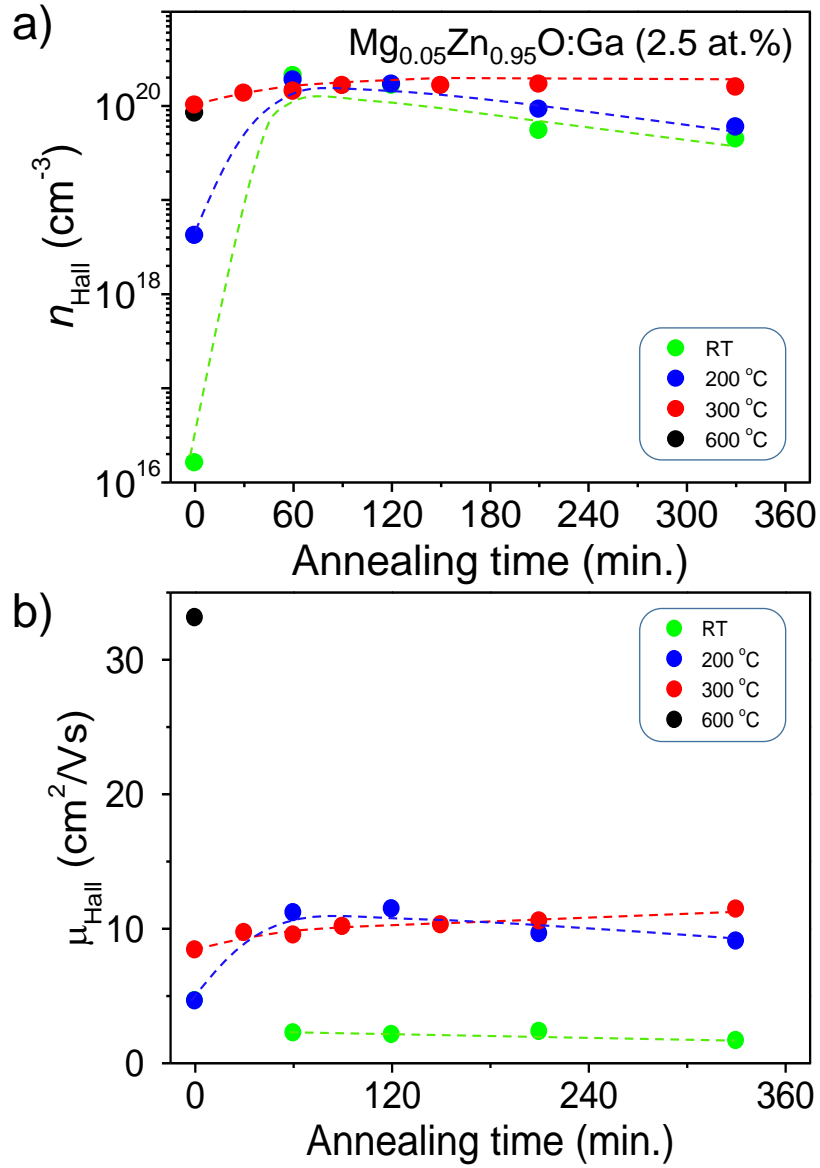 a)
Mg0.05Zn0.95O:Ga (2.5 at.%)
10^20
10^18
10^16
nHall (cm^-3)
RT
200 °C
300 °C
600 °C
0 60 120 180 240 300 360
Annealing time (min.)
b)
30
20
10
0
μHall (cm^2/Vs)
RT
200 °C
300 °C
600 °C
0 120 240 360
Annealing time (min.)